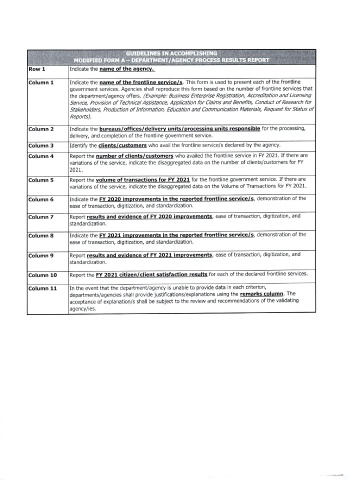 GUIDELINES IN ACCOMPLISHING
MODIFIED FORM A – DEPARTMENT/AGENCY PROCESS RESULTS REPORT
Row 1 Indicate the name of the agency.
Column 1 Indicate the name of the frontline service/s. This form is used to present each of the frontline
government services. Agencies shall reproduce this form based on the number of frontline services that
the department/agency offers. (Example: Business Enterprise Registration, Accreditation and Licensing
Service, Provision of Technical Assistance, Application for Claims and Benefits, Conduct of Research for
Stakeholders, Production of Information, Education and Communication Materials, Request for Status of
Reports).
Column 2 Indicate the bureaus/offices/delivery units/processing units responsible for the processing,
delivery, and completion of the frontline service.
Column 3 Identify the clients/customers who avail the frontline service/s declared by the agency.
Column 4 Report the number of clients/customers who availed the frontline service in FY 2021. If there are
variations of the service, indicate the disaggregated data on the number of clients/customers for FY
2021.
Column 5 Report the volume of transactions for FY 2021 for the frontline government service. If there are
variations of the service, indicate the disaggregated data on the Volume of Transactions for FY 2021.
Column 6 Indicate the FY 2020 improvements in the reported frontline service/s, demonstration of the
ease of transaction, digitization, and standardization.
Column 7 Report results and evidence of FY 2020 improvements, ease of transaction, digitization, and
standardization.
Column 8 Indicate the FY 2021 improvements in the reported frontline service/s, demonstration of the
ease of transaction, digitization, and standardization.
Column 9 Report results and evidence of FY 2021 improvements, ease of transaction, digitization, and
standardization.
Column 10 Report the FY 2021 citizen/client satisfaction results for each of the declared frontline services.
Column 11 In the event that the department/agency is unable to provide data in each criterion,
departments/agencies shall provide justifications/explanations using the remarks column. The
acceptance of explanation/s shall be subject to the review and recommendations of the validating
agency/ies.